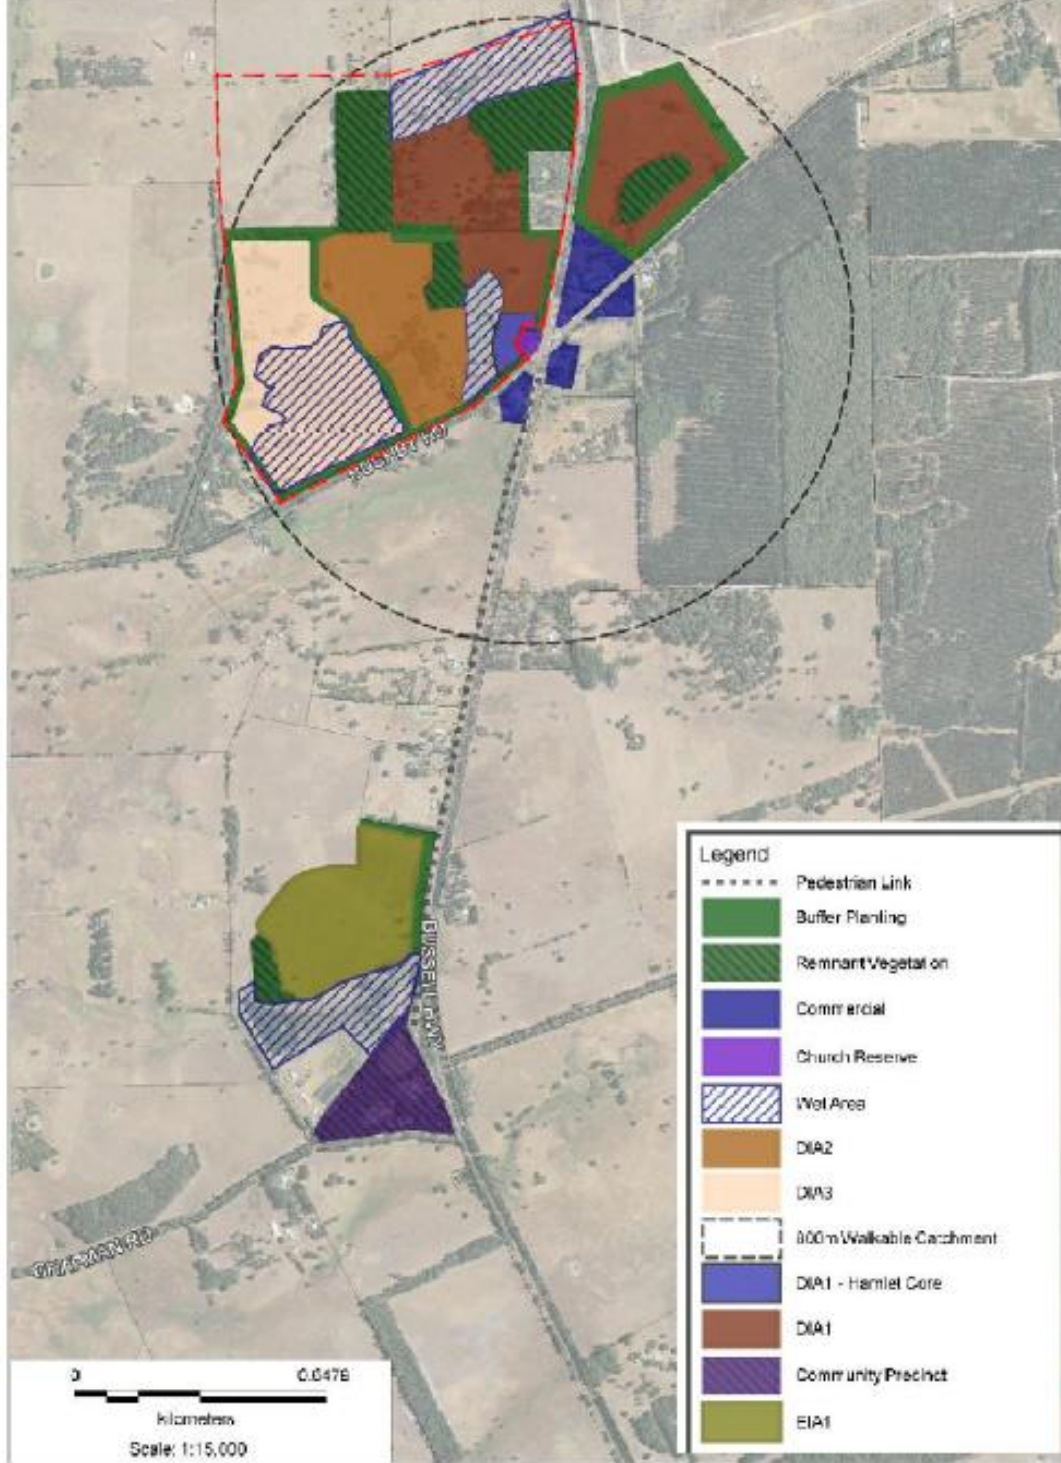 BUSSELL HWY
CHAPMAN RD
Legend
Pedestrian Link
Buffer Planting
Remnant Vegetation
Commercial
Church Reserve
Wet Area
DIA2
DIA3
800m Walkable Catchment
DIA1 - Hamlet Core
DIA1
Community Precinct
EIA1
0 0.6478
kilometers
Scale: 1:15,000